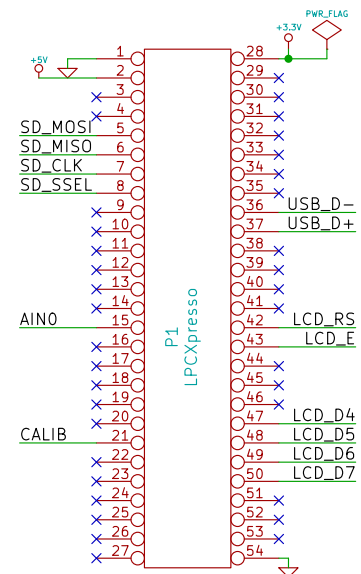 PWR_FLAG
+3.3V
+5V
1 28
2 29
3 30
4 31
SD_MOSI 5 32
SD_MISO 6 33
SD_CLK 7 34
SD_SSEL 8 35
9 36 USB_D-
10 37 USB_D+
11 38
12 39
13 40
14 41
AIN0 15 42 LCD_RS
16 43 LCD_E
17 44
18 45
19 46
20 47 LCD_D4
CALIB 21 48 LCD_D5
22 49 LCD_D6
23 50 LCD_D7
24 51
25 52
26 53
27 54
P1
LPCXpresso